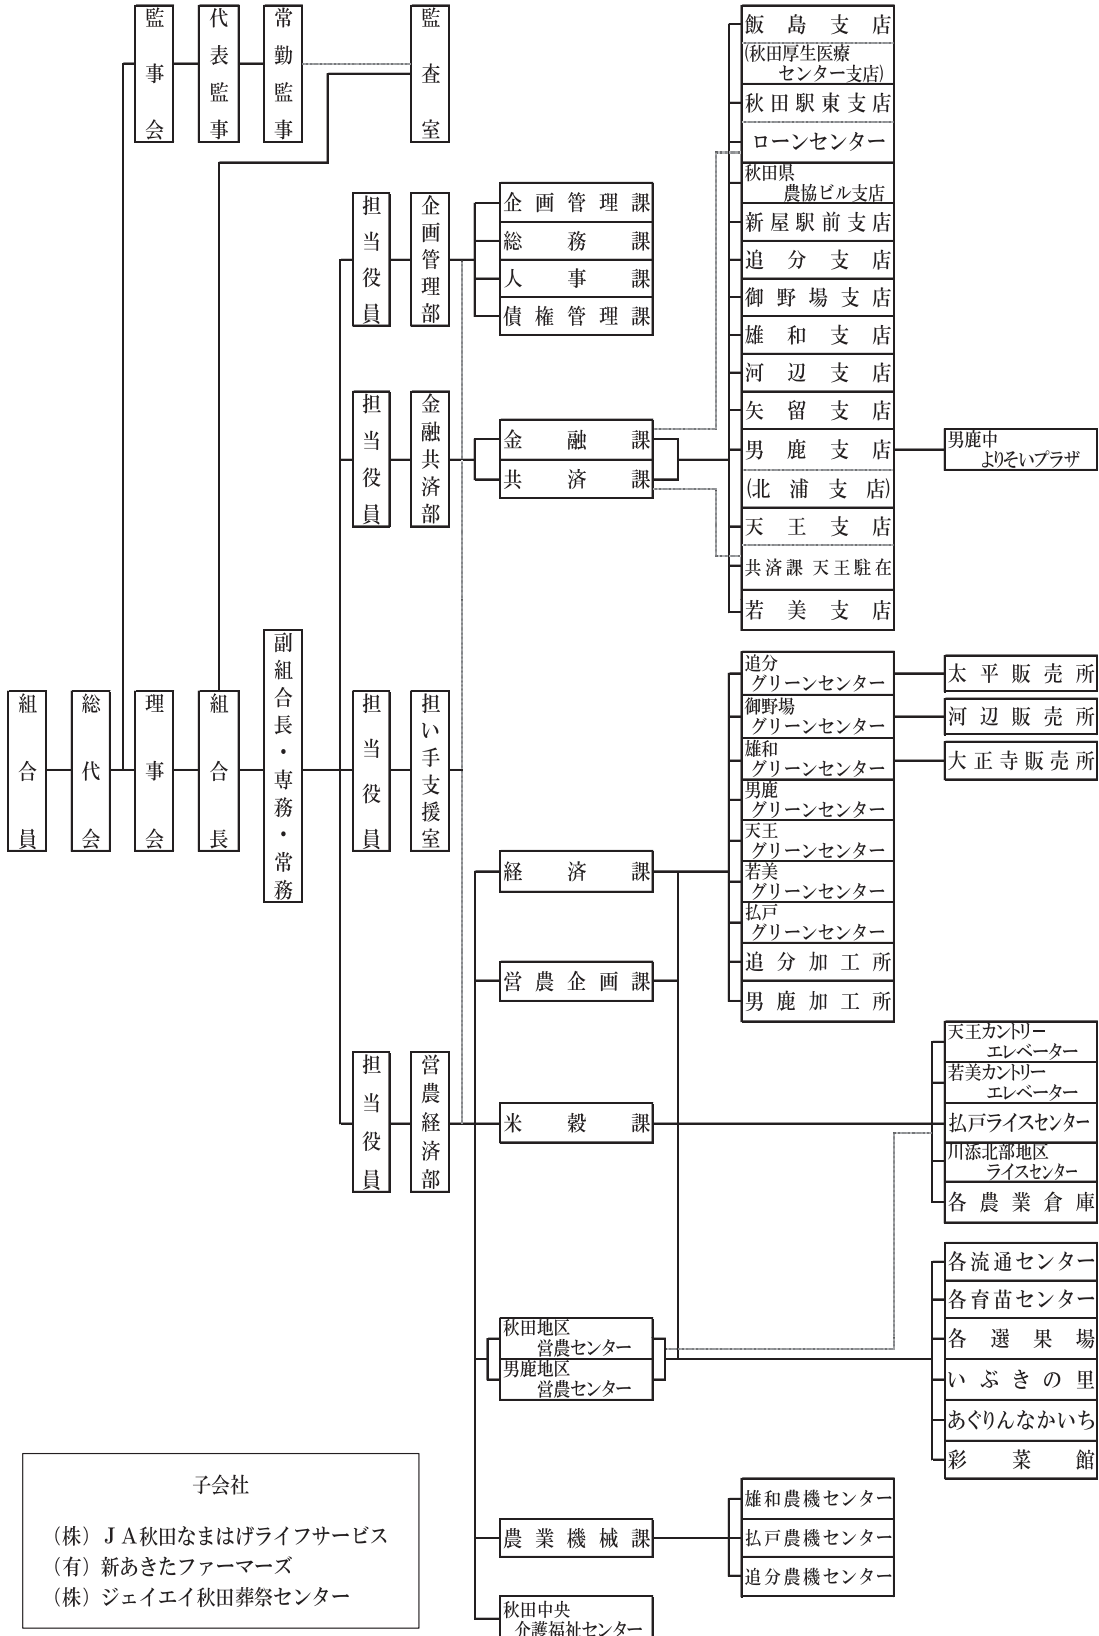 監事会
代表監事
常勤監事
監査室
組合員
総代会
理事会
組合長
副組合長・専務・常務
担当役員
企画管理部
企画管理課
総務課
人事課
債権管理課
担当役員
金融共済部
金融課
共済課
飯島支店
(秋田厚生医療
センター支店)
秋田駅東支店
ローンセンター
秋田県
農協ビル支店
新屋駅前支店
追分支店
御野場支店
雄和支店
河辺支店
矢留支店
男鹿支店
(北浦支店)
天王支店
共済課 天王駐在
若美支店
男鹿中
よりそいプラザ
担当役員
担い手支援室
担当役員
営農経済部
経済課
営農企画課
米穀課
秋田地区
営農センター
男鹿地区
営農センター
農業機械課
秋田中央
介護福祉センター
追分
グリーンセンター
御野場
グリーンセンター
雄和
グリーンセンター
男鹿
グリーンセンター
天王
グリーンセンター
若美
グリーンセンター
払戸
グリーンセンター
追分加工所
男鹿加工所
太平販売所
河辺販売所
大正寺販売所
天王カントリー
エレベーター
若美カントリー
エレベーター
払戸ライスセンター
川添北部地区
ライスセンター
各農業倉庫
各流通センター
各育苗センター
各選果場
いぶきの里
あぐりんなかいち
彩菜館
雄和農機センター
払戸農機センター
追分農機センター
子会社
（株）ＪＡ秋田なまはげライフサービス
（有）新あきたファーマーズ
（株）ジェイエイ秋田葬祭センター